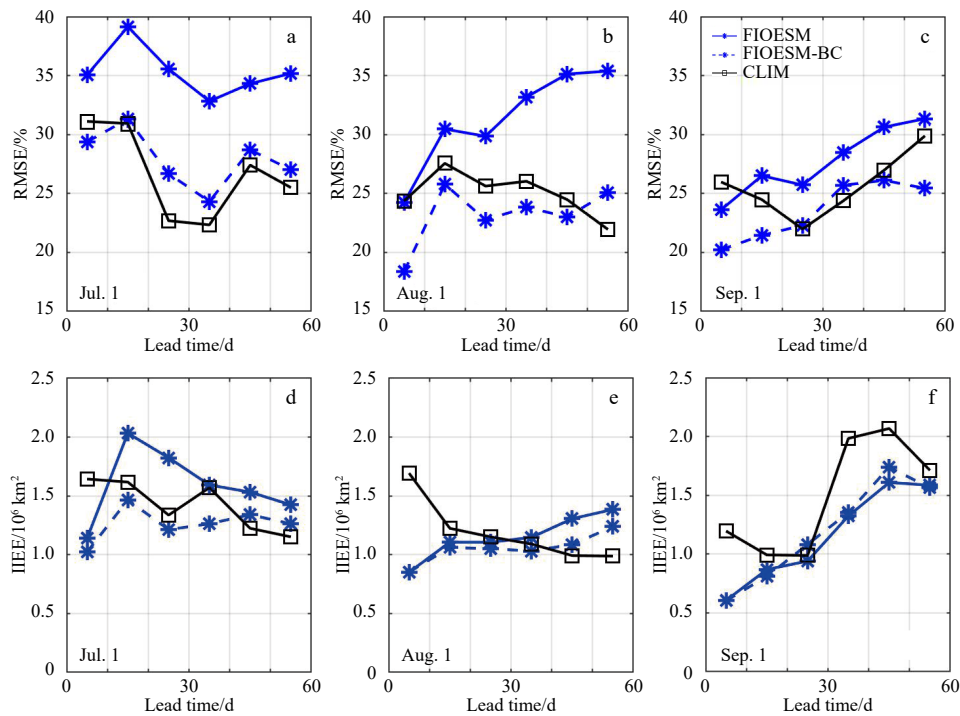 40
a
35
30
25
20
15
RMSE/%
Jul. 1
0
30
60
Lead time/d
40
b
35
30
25
20
15
RMSE/%
Aug. 1
0
30
60
Lead time/d
40
c
FIOESM
FIOESM-BC
CLIM
35
30
25
20
15
RMSE/%
Sep. 1
0
30
60
Lead time/d
2.5
d
2.0
1.5
1.0
0.5
0
IIEE/10⁶ km²
Jul. 1
0
30
60
Lead time/d
2.5
e
2.0
1.5
1.0
0.5
0
IIEE/10⁶ km²
Aug. 1
0
30
60
Lead time/d
2.5
f
2.0
1.5
1.0
0.5
0
IIEE/10⁶ km²
Sep. 1
0
30
60
Lead time/d